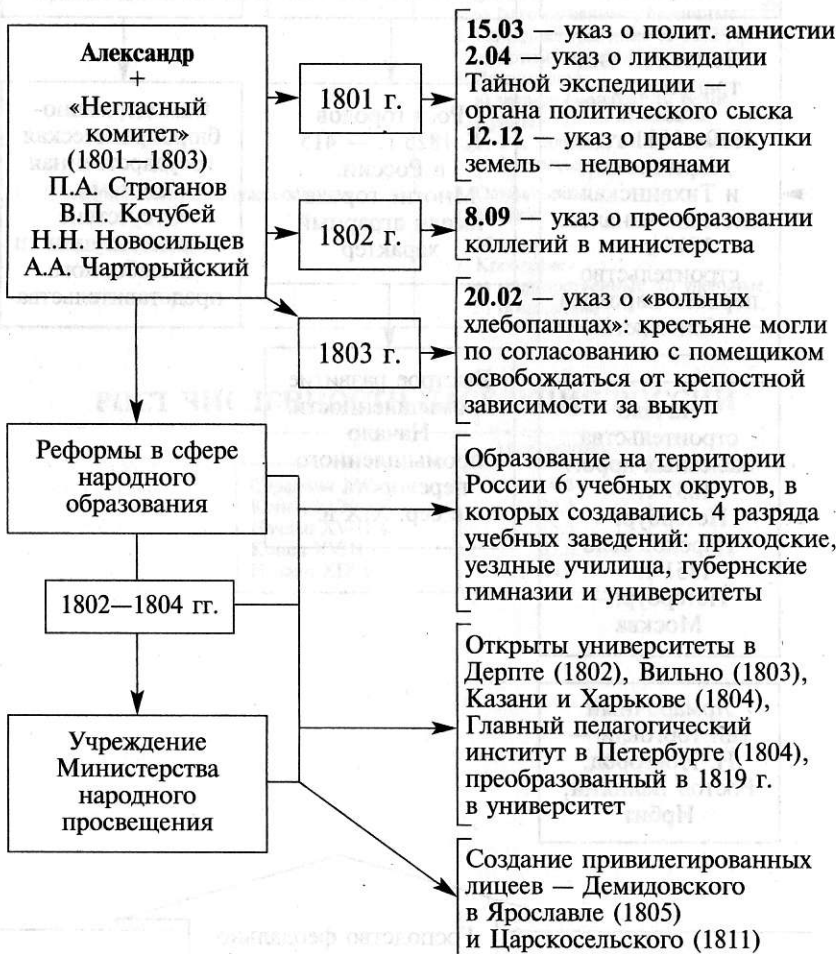 Александр
+
«Негласный
комитет»
(1801—1803)
П.А. Строганов
В.П. Кочубей
Н.Н. Новосильцев
А.А. Чарторыйский
1801 г.
15.03 — указ о полит. амнистии
2.04 — указ о ликвидации
Тайной экспедиции —
органа политического сыска
12.12 — указ о праве покупки
земель — недворянами
1802 г.
8.09 — указ о преобразовании
коллегий в министерства
1803 г.
20.02 — указ о «вольных
хлебопашцах»: крестьяне могли
по согласованию с помещиком
освобождаться от крепостной
зависимости за выкуп
Реформы в сфере
народного
образования
1802—1804 гг.
Учреждение
Министерства
народного
просвещения
Образование на территории
России 6 учебных округов, в
которых создавались 4 разряда
учебных заведений: приходские,
уездные училища, губернские
гимназии и университеты
Открыты университеты в
Дерпте (1802), Вильно (1803),
Казани и Харькове (1804),
Главный педагогический
институт в Петербурге (1804),
преобразованный в 1819 г.
в университет
Создание привилегированных
лицеев — Демидовского
в Ярославле (1805)
и Царскосельского (1811)